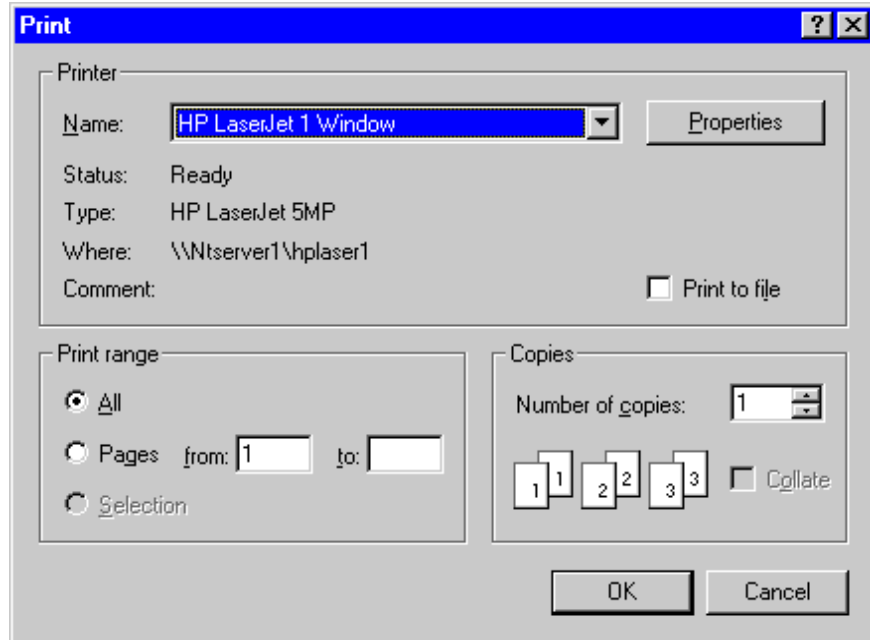 Print
Printer
Name: HP LaserJet 1 Window Properties
Status: Ready
Type: HP LaserJet 5MP
Where: \\Ntserver1\hplaser1
Comment: Print to file
Print range
All
Pages from: 1 to:
Selection
Copies
Number of copies: 1
1 1 2 2 3 3 Collate
OK Cancel